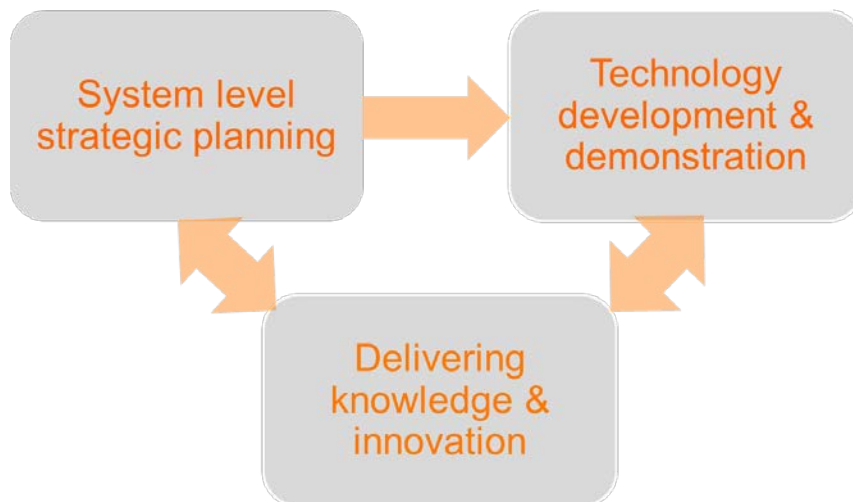 System level
strategic planning
Technology
development &
demonstration
Delivering
knowledge &
innovation